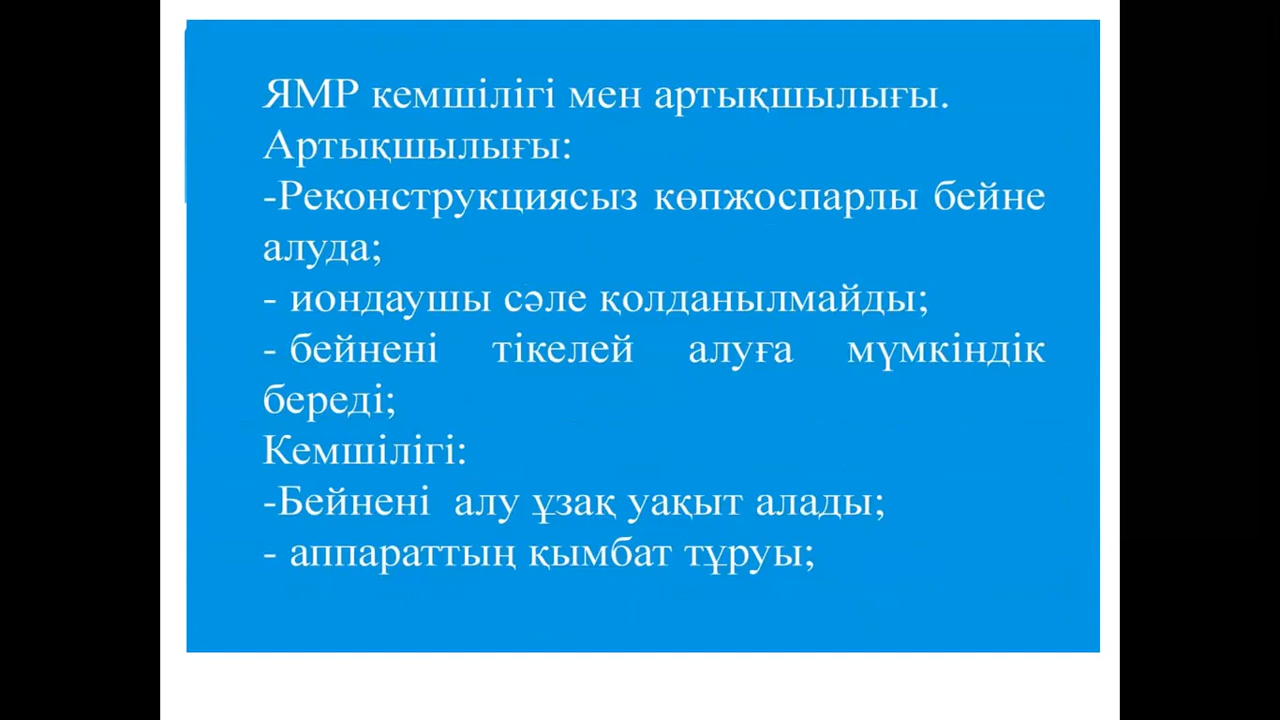 ЯМР кемшілігі мен артықшылығы.
Артықшылығы:
-Реконструкциясыз көпжоспарлы бейне
алуда;
- иондаушы сәле қолданылмайды;
- бейнені тікелей алуға мүмкіндік
береді;
Кемшілігі:
-Бейнені алу ұзақ уақыт алады;
- аппараттың қымбат тұруы;